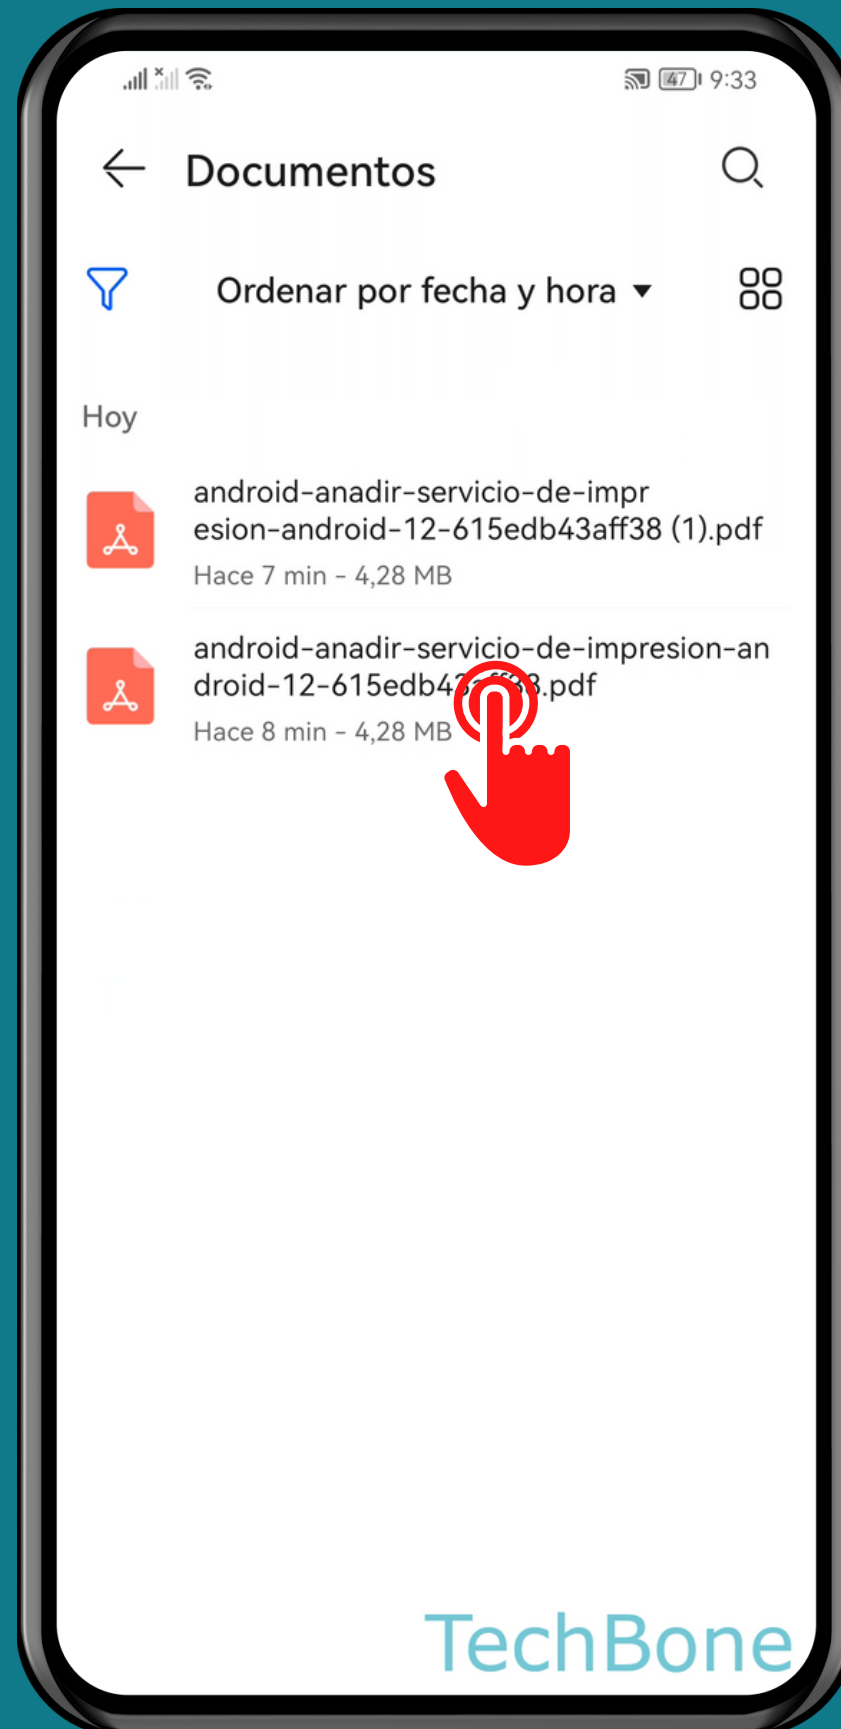 47 9:33
Documentos
Ordenar por fecha y hora
Hoy
android-anadir-servicio-de-impr
esion-android-12-615edb43aff38 (1).pdf
Hace 7 min - 4,28 MB
android-anadir-servicio-de-impresion-an
droid-12-615edb43aff38.pdf
Hace 8 min - 4,28 MB
TechBone